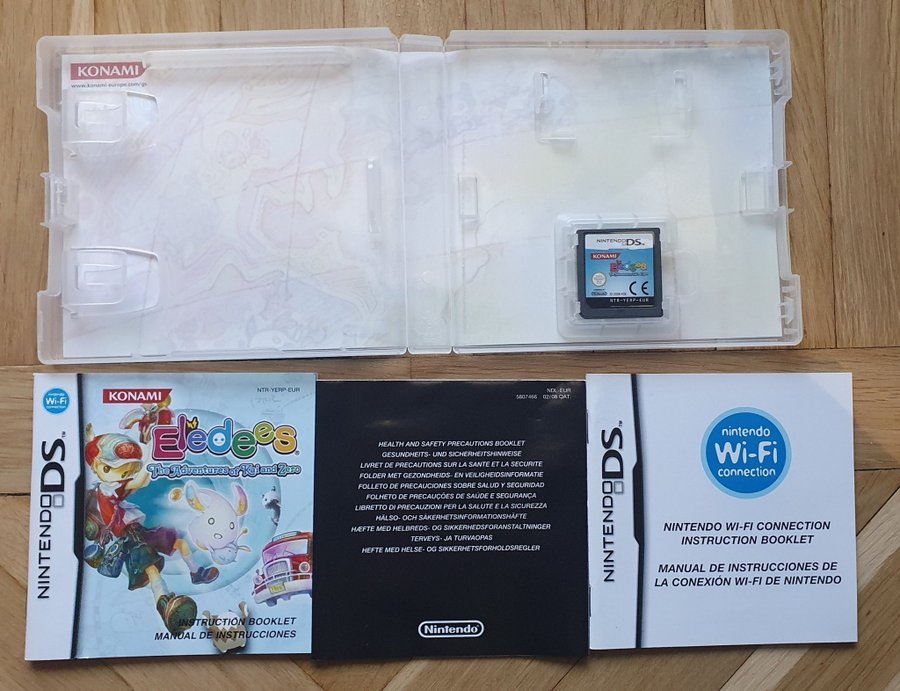 KONAMI
www.konami-europe.com/gs
NINTENDO DS™
KONAMI
Eledees
CE
NTR-YERP-EUR
nintendo
Wi-Fi
connection
KONAMI
NTR-YERP-EUR
Eledees®
The Adventures of Kai and Zero
NINTENDO DS™
INSTRUCTION BOOKLET
MANUAL DE INSTRUCCIONES
NDL-EUR
5807466 02/08 QAT.
HEALTH AND SAFETY PRECAUTIONS BOOKLET
GESUNDHEITS- UND SICHERHEITSHINWEISE
LIVRET DE PRECAUTIONS SUR LA SANTE ET LA SECURITE
FOLDER MET GEZONDHEIDS- EN VEILIGHEIDSINFORMATIE
FOLLETO DE PRECAUCIONES SOBRE SALUD Y SEGURIDAD
FOLHETO DE PRECAUÇÕES DE SAÚDE E SEGURANÇA
LIBRETTO DI PRECAUZIONI PER LA SALUTE E LA SICUREZZA
HÄLSO- OCH SÄKERHETSINFORMATIONSHÄFTE
HÆFTE MED HELBREDS- OG SIKKERHEDSFORANSTALTNINGER
TERVEYS- JA TURVAOPAS
HEFTE MED HELSE- OG SIKKERHETSFORHOLDSREGLER
Nintendo
NINTENDO DS™
nintendo
Wi-Fi
connection
NINTENDO WI-FI CONNECTION
INSTRUCTION BOOKLET
MANUAL DE INSTRUCCIONES DE
LA CONEXIÓN WI-FI DE NINTENDO